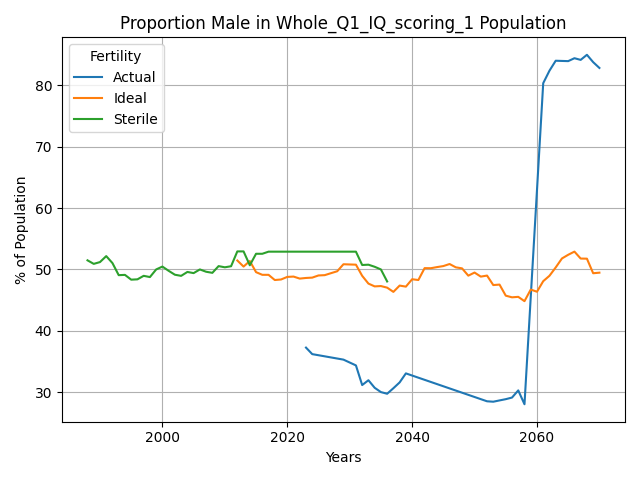 Proportion Male in Whole_Q1_IQ_scoring_1 Population
Fertility
Actual
Ideal
Sterile
% of Population
80
70
60
50
40
30
2000
2020
2040
2060
Years